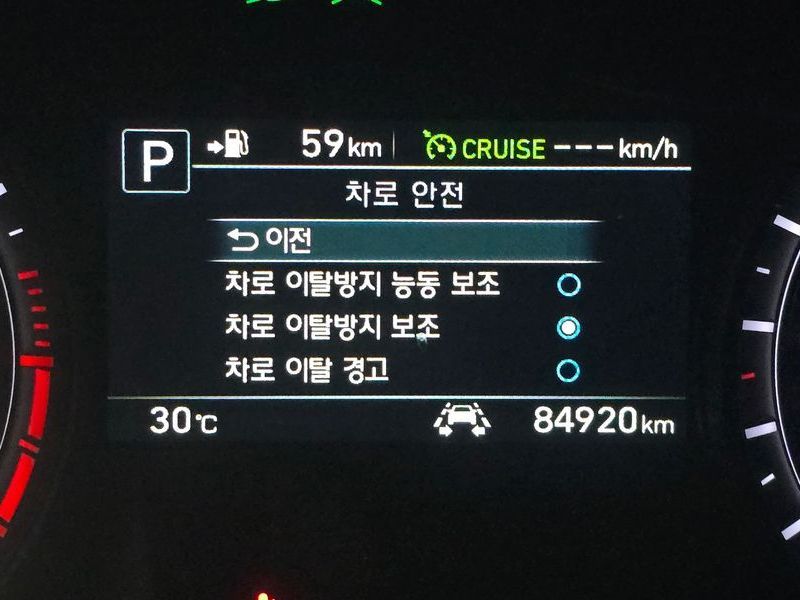 P 59km CRUISE ---km/h
차로 안전
이전
차로 이탈방지 능동 보조
차로 이탈방지 보조
차로 이탈 경고
30℃ 84920km